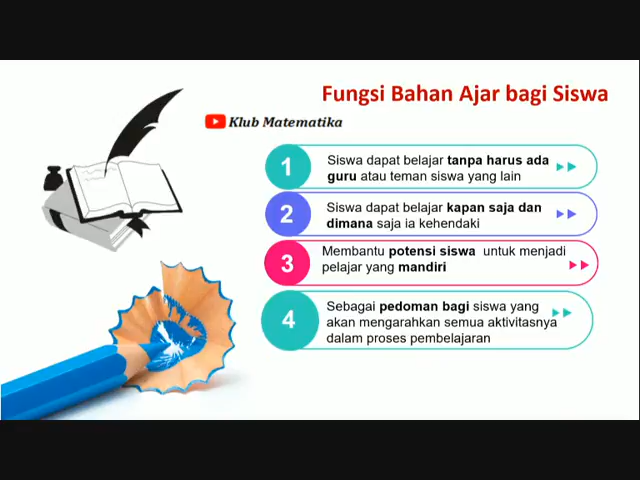 Fungsi Bahan Ajar bagi Siswa
Klub Matematika
1
Siswa dapat belajar tanpa harus ada
guru atau teman siswa yang lain
2
Siswa dapat belajar kapan saja dan
dimana saja ia kehendaki
3
Membantu potensi siswa untuk menjadi
pelajar yang mandiri
4
Sebagai pedoman bagi siswa yang
akan mengarahkan semua aktivitasnya
dalam proses pembelajaran